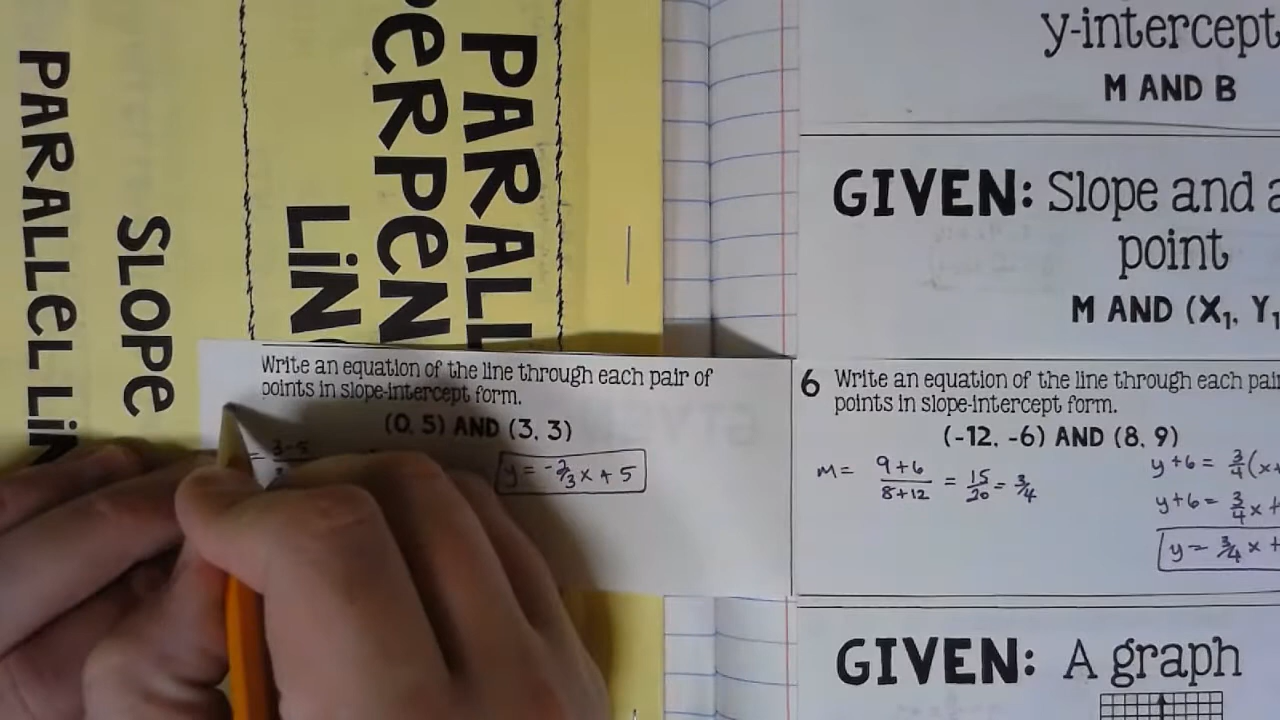 PARALLEL LiN
SLOPE
PARALL
PERPEN
LiN
y-intercept
M AND B
GIVEN: Slope and a
point
M AND (X₁, Y₁
Write an equation of the line through each pair of
points in slope-intercept form.
(0, 5) AND (3, 3)
= 3-5
y = -2/3x + 5
6 Write an equation of the line through each pai
points in slope-intercept form.
(-12, -6) AND (8, 9)
M = 9+6/8+12 = 15/20 = 3/4
y+6 = 3/4(x+
y+6 = 3/4x+
y = 3/4x+
GIVEN: A graph